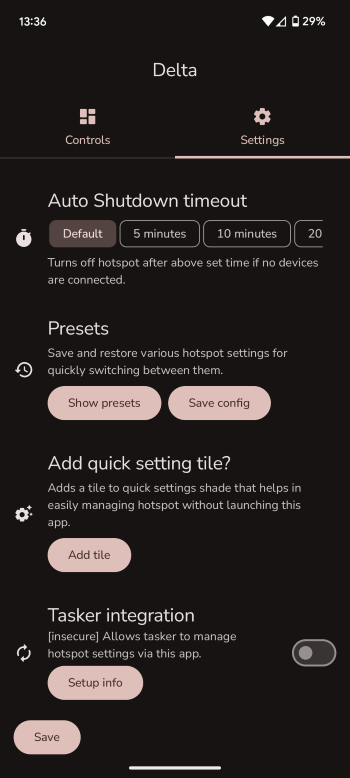 13:36
29%
Delta
Controls
Settings
Auto Shutdown timeout
Default
5 minutes
10 minutes
20
Turns off hotspot after above set time if no devices
are connected.
Presets
Save and restore various hotspot settings for
quickly switching between them.
Show presets
Save config
Add quick setting tile?
Adds a tile to quick settings shade that helps in
easily managing hotspot without launching this
app.
Add tile
Tasker integration
[insecure] Allows tasker to manage
hotspot settings via this app.
Setup info
Save